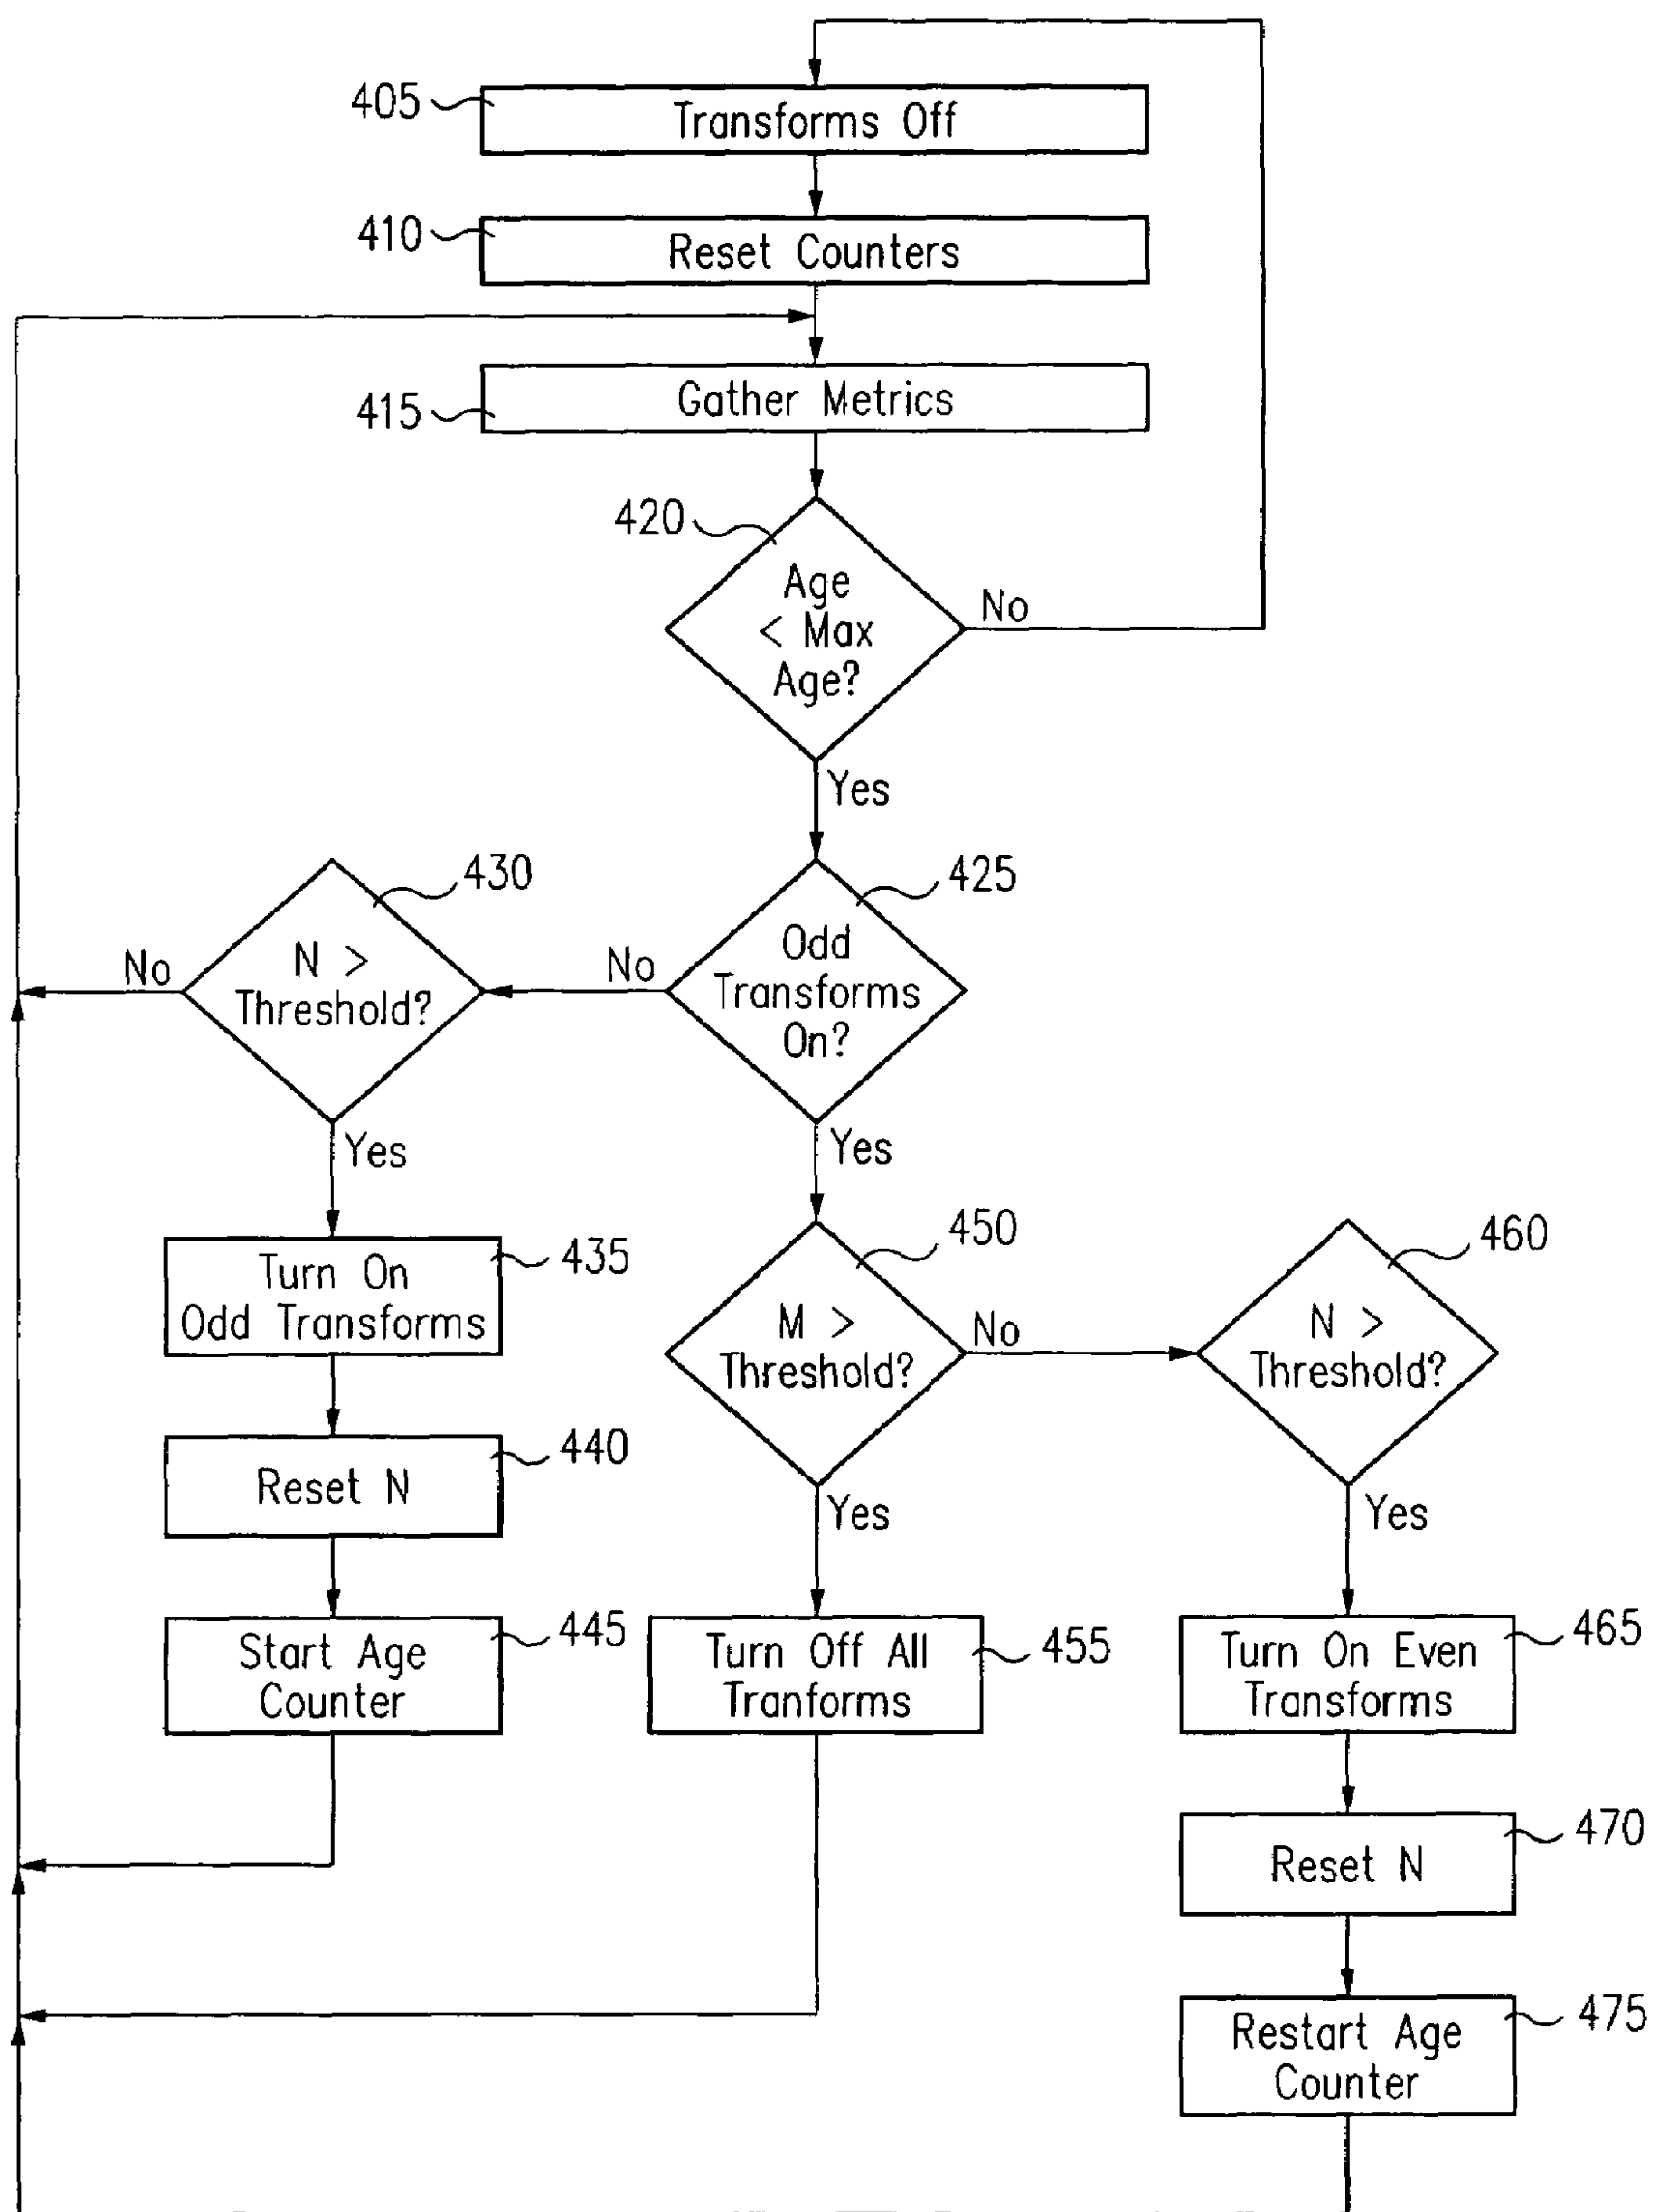 405
Transforms Off
410
Reset Counters
415
Gather Metrics
420
Age
< Max
Age?
No
Yes
430
N >
Threshold?
No
No
425
Odd
Transforms
On?
Yes
Yes
435
Turn On
Odd Transforms
450
M >
Threshold?
No
460
N >
Threshold?
440
Reset N
Yes
Yes
445
Start Age
Counter
455
Turn Off All
Tranforms
465
Turn On Even
Transforms
470
Reset N
475
Restart Age
Counter